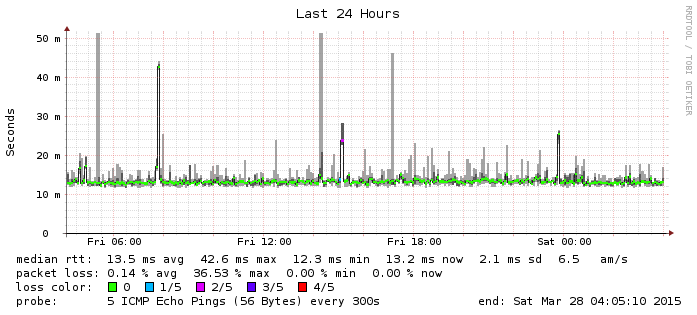 Last 24 Hours
RRDTOOL / TOBI OETIKER
Seconds
50 m
40 m
30 m
20 m
10 m
0
Fri 06:00 Fri 12:00 Fri 18:00 Sat 00:00
median rtt: 13.5 ms avg 42.6 ms max 12.3 ms min 13.2 ms now 2.1 ms sd 6.5 am/s
packet loss: 0.14 % avg 36.53 % max 0.00 % min 0.00 % now
loss color: 0 1/5 2/5 3/5 4/5
probe: 5 ICMP Echo Pings (56 Bytes) every 300s end: Sat Mar 28 04:05:10 2015